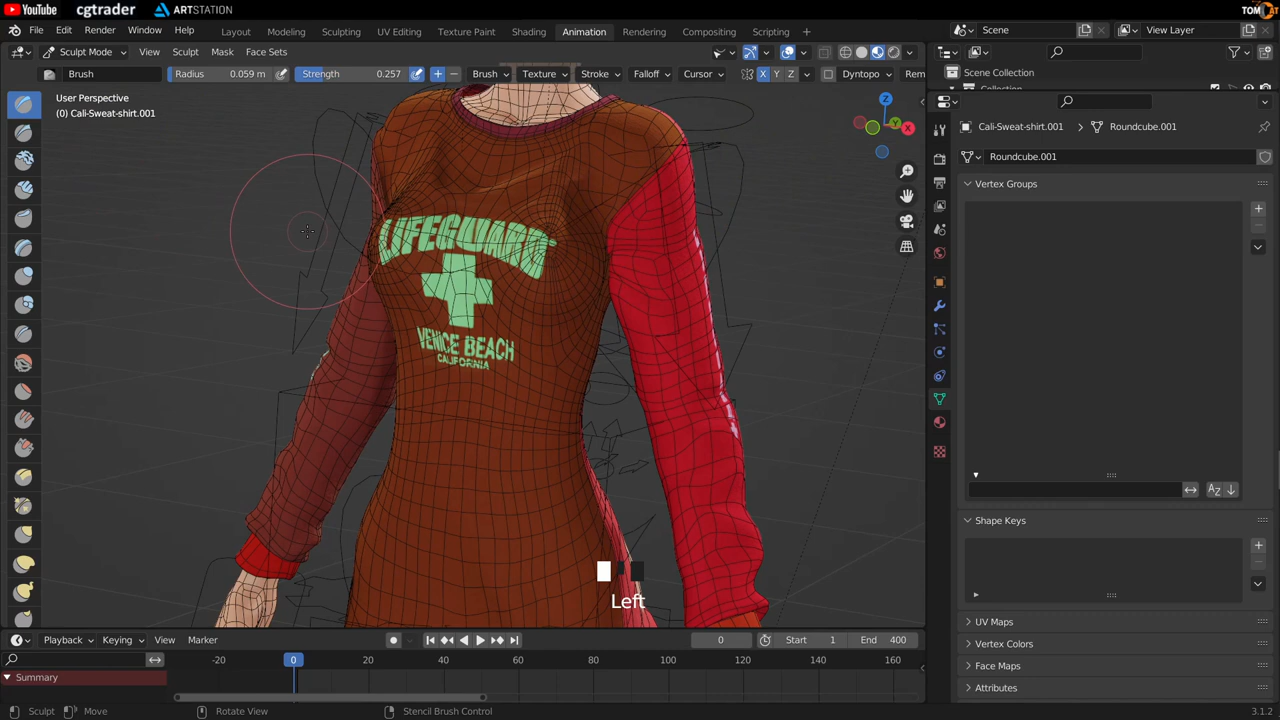 YouTube cgtrader ARTSTATION TOMCAT
File Edit Render Window Help Layout Modeling Sculpting UV Editing Texture Paint Shading Animation Rendering Compositing Scripting + Scene View Layer
Sculpt Mode View Sculpt Mask Face Sets
Brush Radius 0.059 m Strength 0.257 Brush Texture Stroke Falloff Cursor X Y Z Dyntopo Rem
Scene Collection
User Perspective
(0) Cali-Sweat-shirt.001
Z
Y
X
Cali-Sweat-shirt.001 Roundcube.001
Roundcube.001
Vertex Groups
LIFEGUARD
VENICE BEACH
CALIFORNIA
Shape Keys
Left
UV Maps
Vertex Colors
Face Maps
Attributes
Playback Keying View Marker 0 Start 1 End 400
-20 0 20 40 60 80 100 120 140 160
Summary
Sculpt Move Rotate View Stencil Brush Control 3.1.2